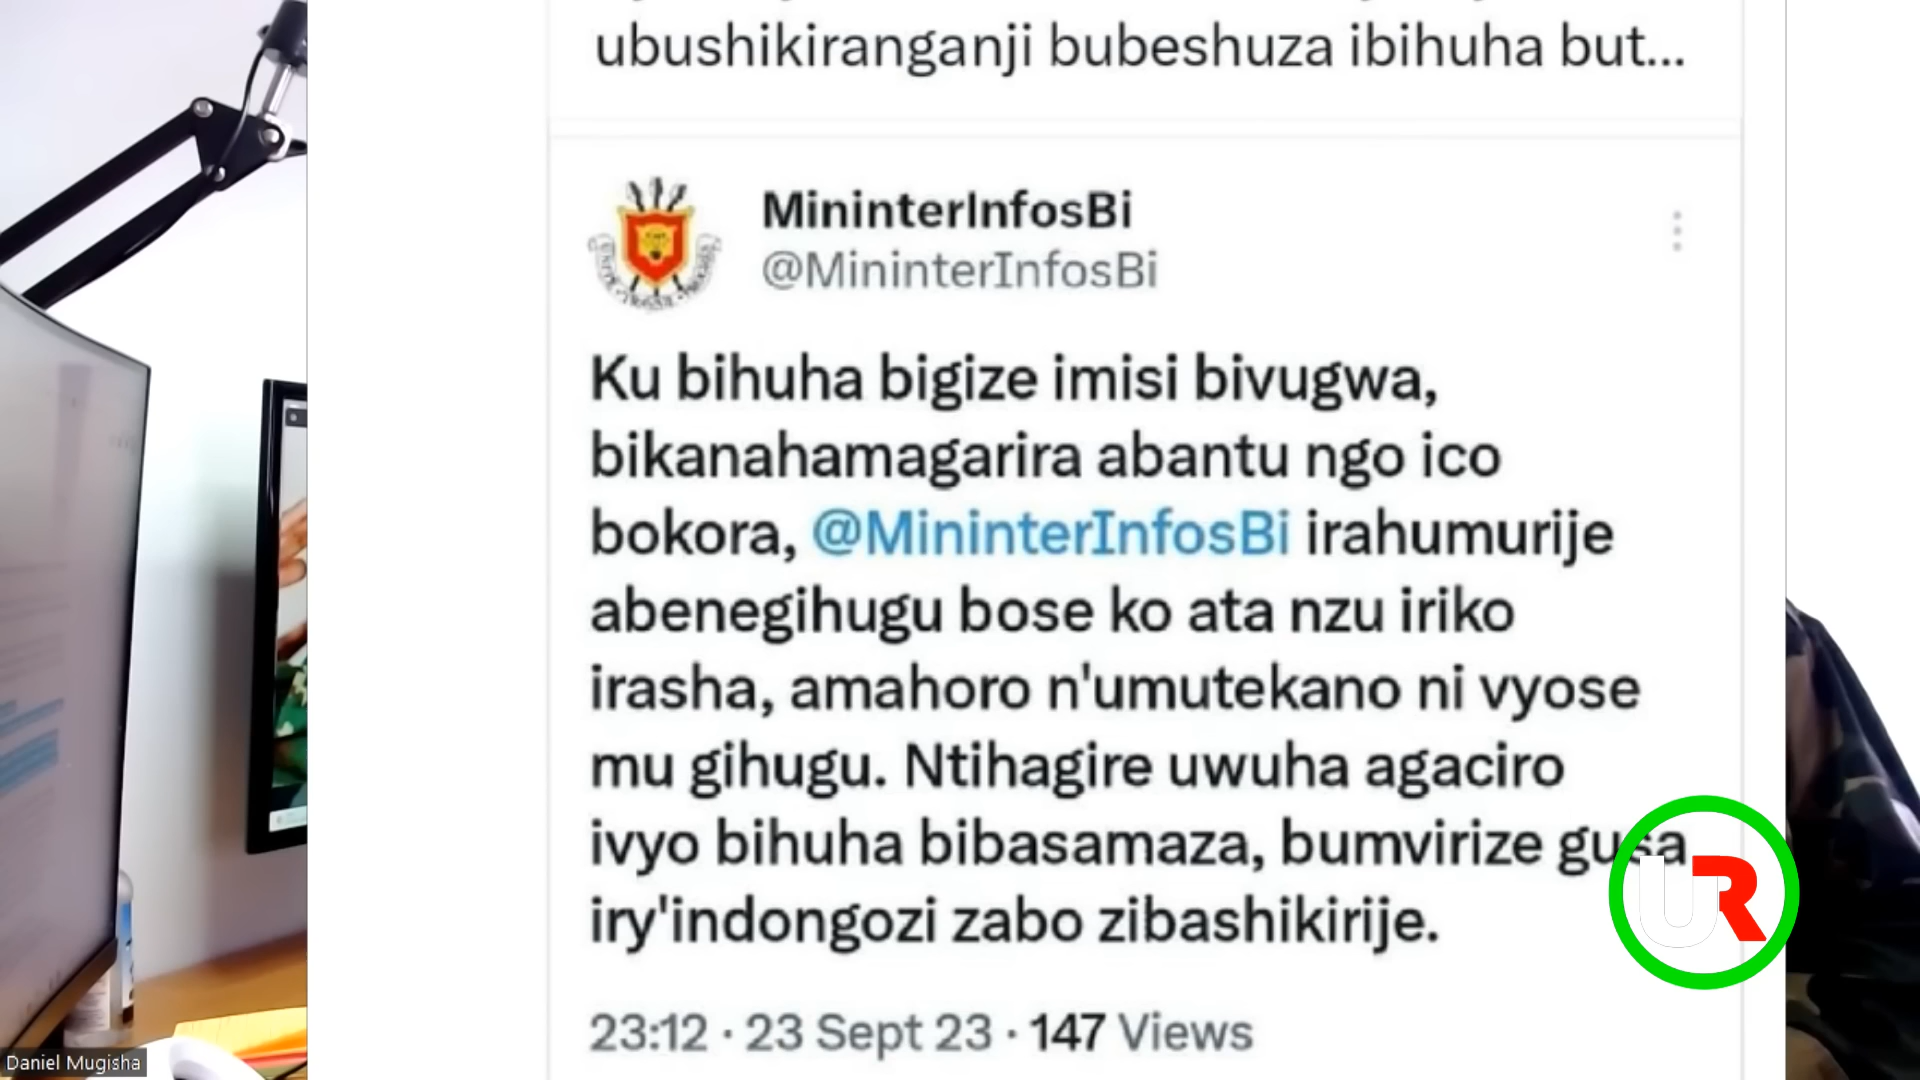 ubushikiranganji bubeshuza ibihuha but...
MininterInfosBi
@MininterInfosBi
Ku bihuha bigize imisi bivugwa,
bikanahamagarira abantu ngo ico
bokora, @MininterInfosBi irahumurije
abenegihugu bose ko ata nzu iriko
irasha, amahoro n'umutekano ni vyose
mu gihugu. Ntihagire uwuha agaciro
ivyo bihuha bibasamaza, bumvirize gusa
iry'indongozi zabo zibashikirije.
UR
23:12 · 23 Sept 23 · 147 Views
Daniel Mugisha